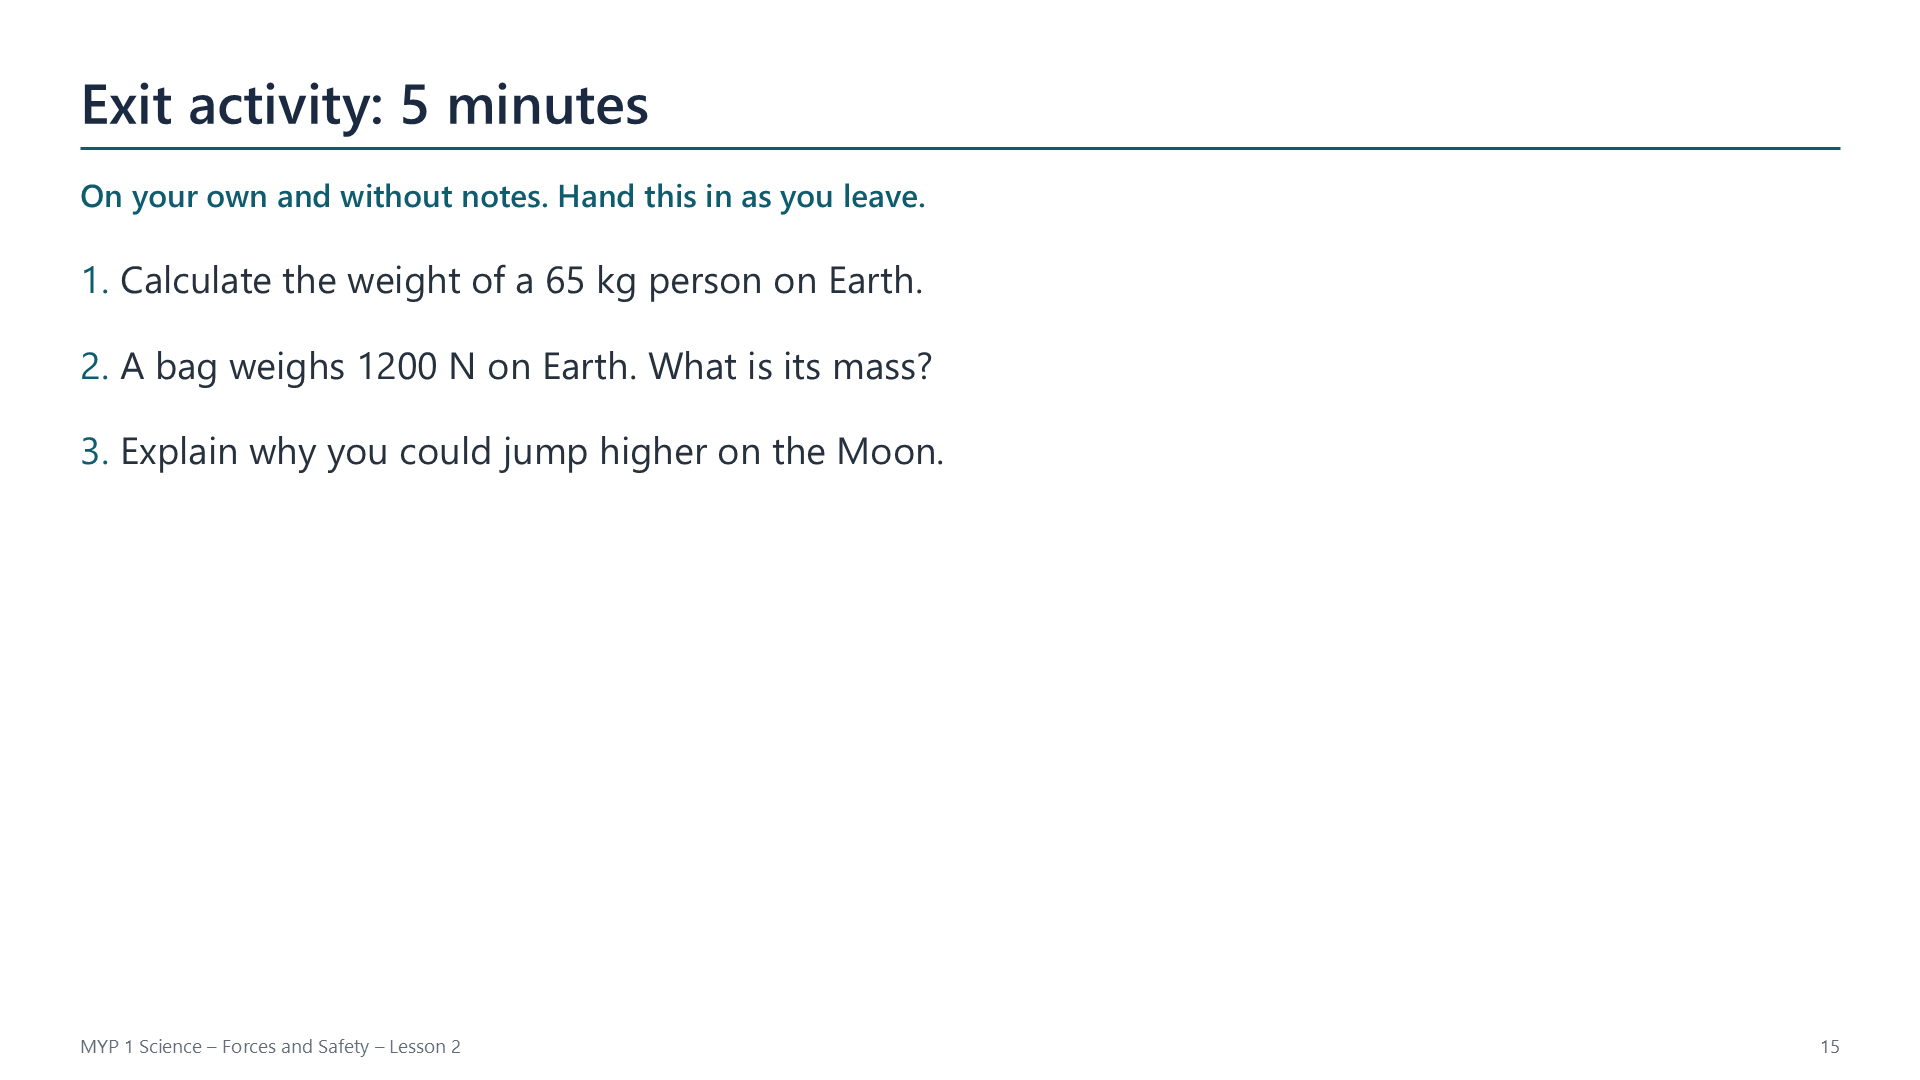 Exit activity: 5 minutes
On your own and without notes. Hand this in as you leave.
1. Calculate the weight of a 65 kg person on Earth.
2. A bag weighs 1200 N on Earth. What is its mass?
3. Explain why you could jump higher on the Moon.
MYP 1 Science – Forces and Safety – Lesson 2
15